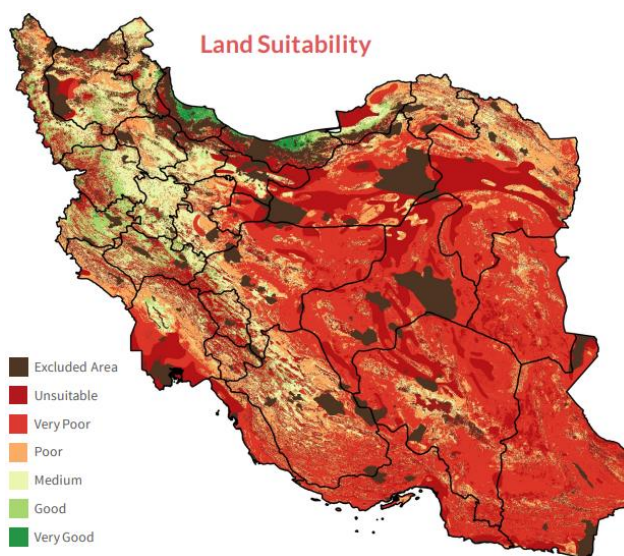 Land Suitability
Excluded Area
Unsuitable
Very Poor
Poor
Medium
Good
Very Good